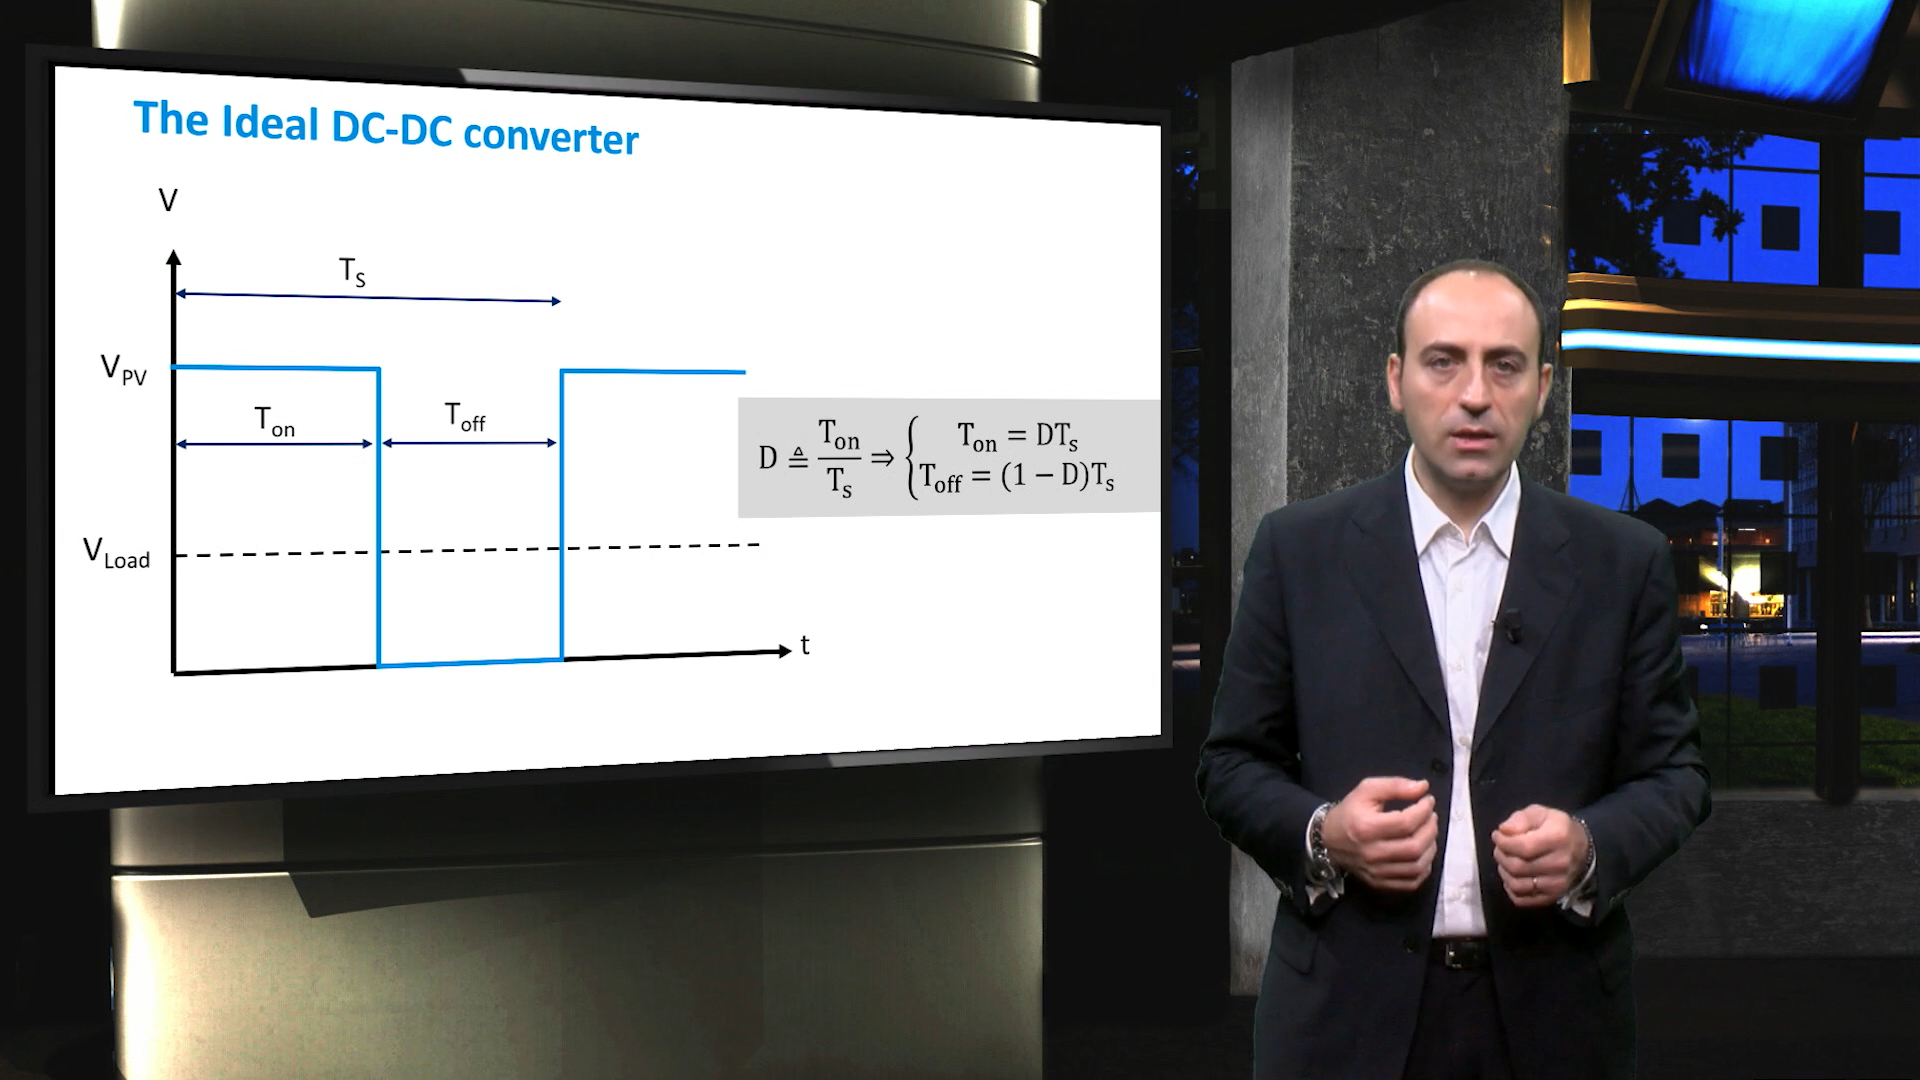 The Ideal DC-DC converter
V
T_S
V_PV
T_on
T_off
D ≜ T_on/T_s ⇒ { T_on = DT_s
T_off = (1 − D)T_s
V_Load
t